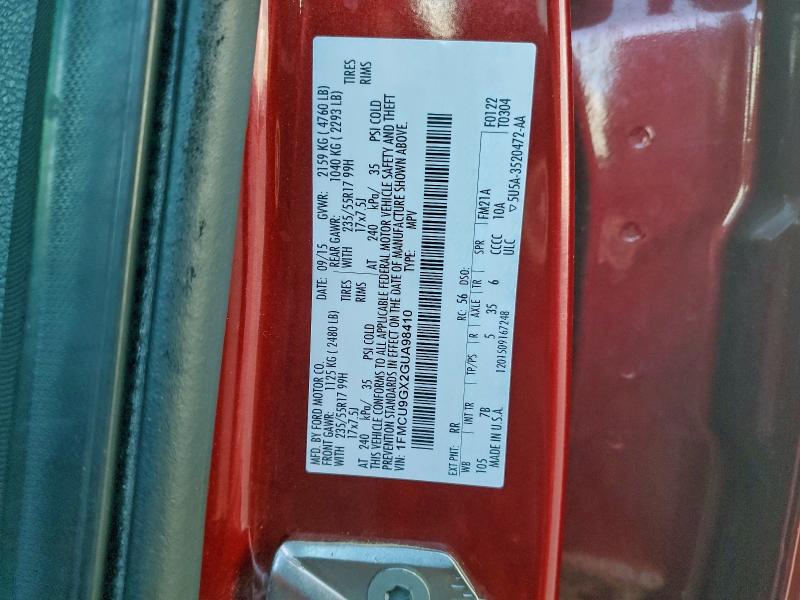 MFD. BY FORD MOTOR CO. DATE: 09/15 GVWR: 2159 KG ( 4760 LB)
FRONT GAWR: 1125 KG ( 2480 LB) REAR GAWR: 1040 KG ( 2293 LB)
WITH 235/55R17 99H TIRES WITH 235/55R17 99H TIRES
17x7.5J RIMS 17x7.5J RIMS
AT 240 kPa/ 35 PSI COLD AT 240 kPa/ 35 PSI COLD
THIS VEHICLE CONFORMS TO ALL APPLICABLE FEDERAL MOTOR VEHICLE SAFETY AND THEFT
PREVENTION STANDARDS IN EFFECT ON THE DATE OF MANUFACTURE SHOWN ABOVE.
VIN: 1FMCU9GX2GUA98410 TYPE: MPV
EXT PNT: RR RC: 56 DSO: FM21A F0122
WB INT TR TP/PS R AXLE TR SPR T0304
105 7B 5 35 6 CCCC 10A
ULC
MADE IN U.S.A. 1201509167248 ▽5U5A-3520472-AA